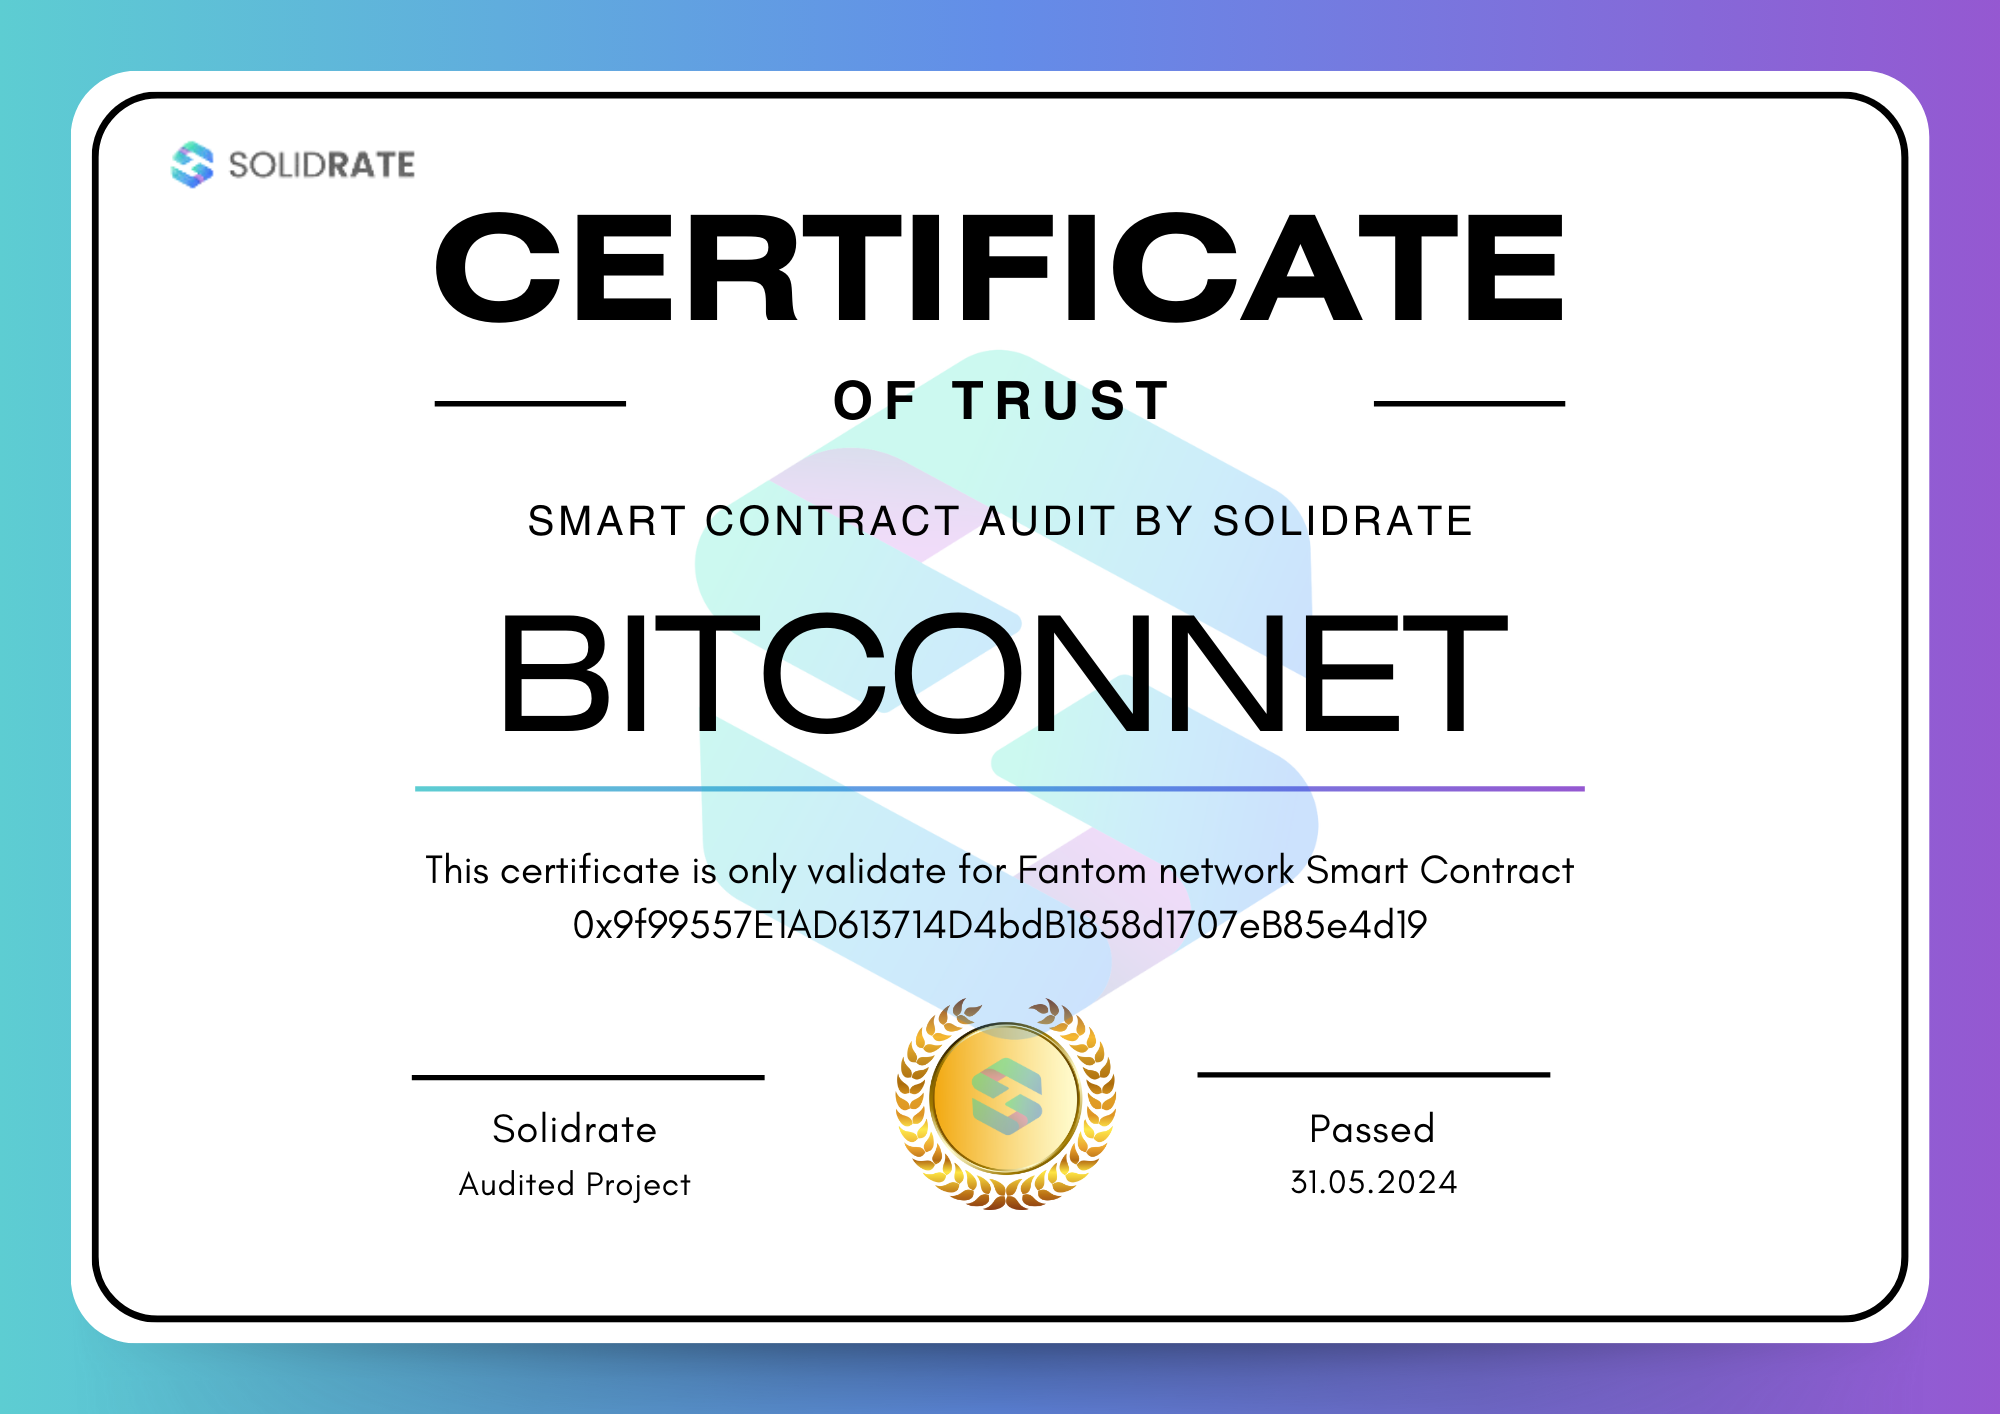 SOLIDRATE
CERTIFICATE
OF TRUST
SMART CONTRACT AUDIT BY SOLIDRATE
BITCONNET
This certificate is only validate for Fantom network Smart Contract
0x9f99557E1AD613714D4bdB1858d1707eB85e4d19
Solidrate
Audited Project
Passed
31.05.2024